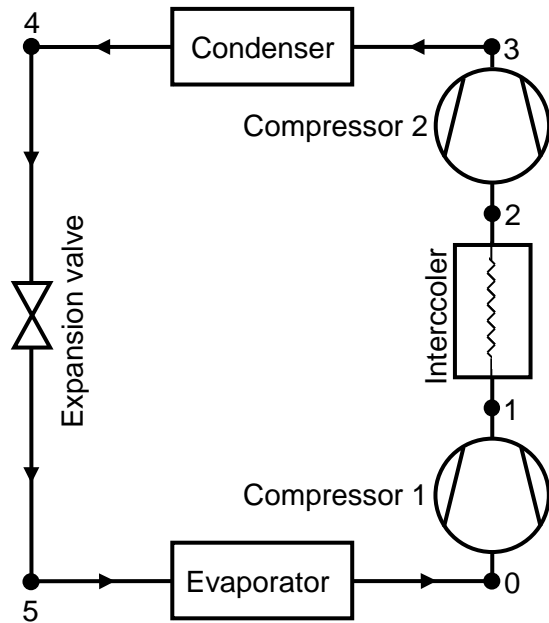 4
Condenser
3
Compressor 2
2
Expansion valve
Interccoler
1
Compressor 1
Evaporator
5
0